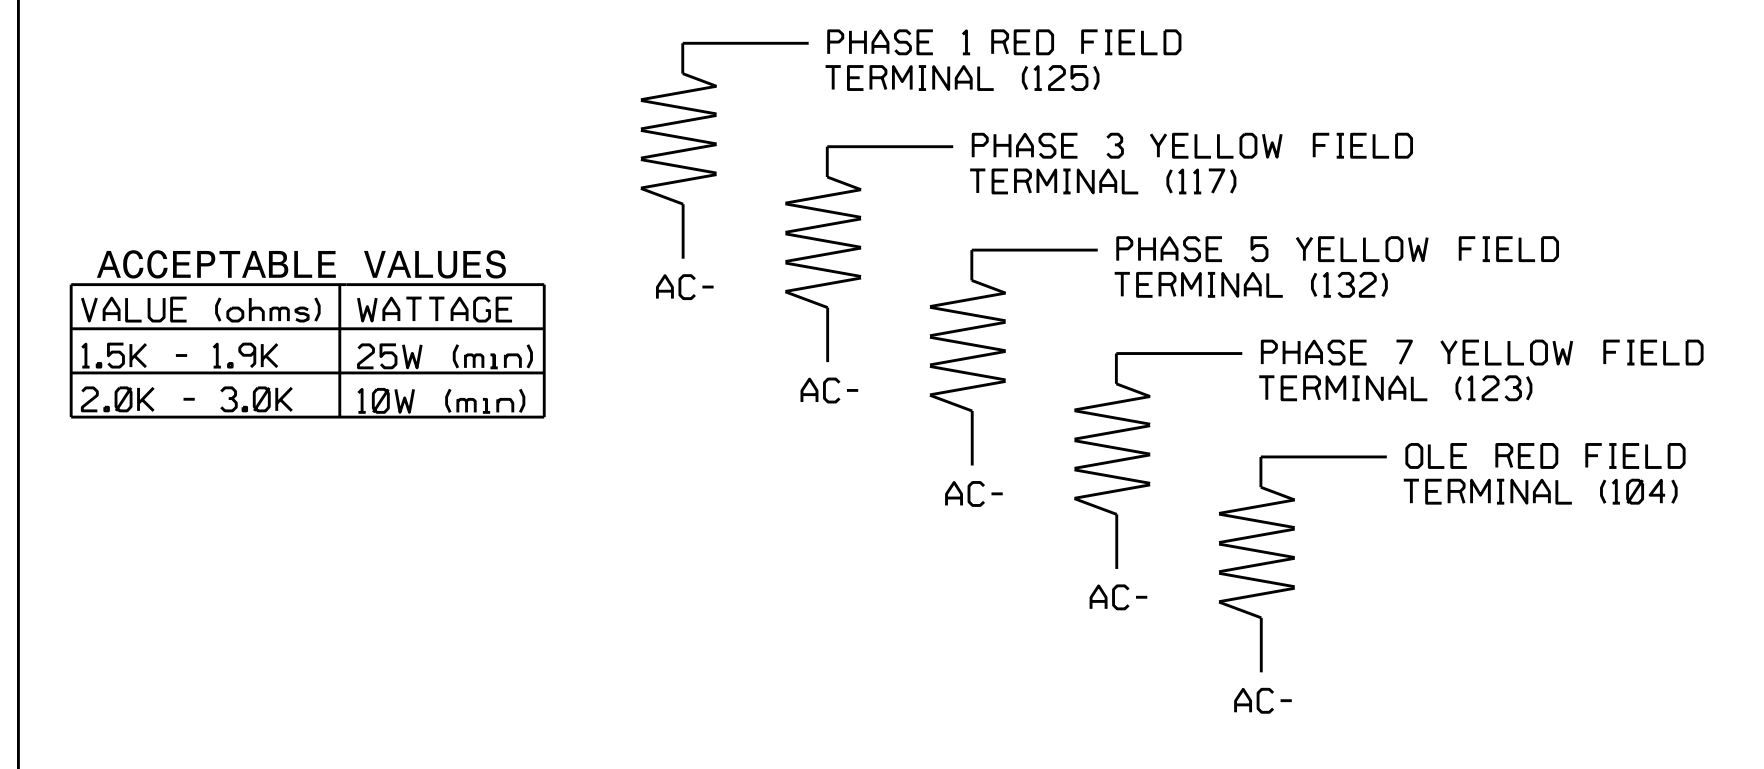 PHASE 1 RED FIELD
TERMINAL (125)
AC-
PHASE 3 YELLOW FIELD
TERMINAL (117)
AC-
PHASE 5 YELLOW FIELD
TERMINAL (132)
AC-
PHASE 7 YELLOW FIELD
TERMINAL (123)
AC-
OLE RED FIELD
TERMINAL (104)
AC-
ACCEPTABLE VALUES
VALUE (ohms) WATTAGE
1.5K - 1.9K 25W (min)
2.0K - 3.0K 10W (min)